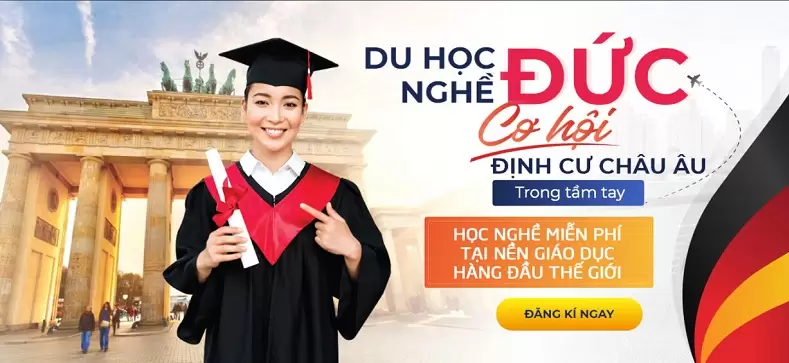 DU HỌC
NGHỀ ĐỨC
Cơ hội
ĐỊNH CƯ CHÂU ÂU
Trong tầm tay
HỌC NGHỀ MIỄN PHÍ
TẠI NỀN GIÁO DỤC
HÀNG ĐẦU THẾ GIỚI
ĐĂNG KÍ NGAY